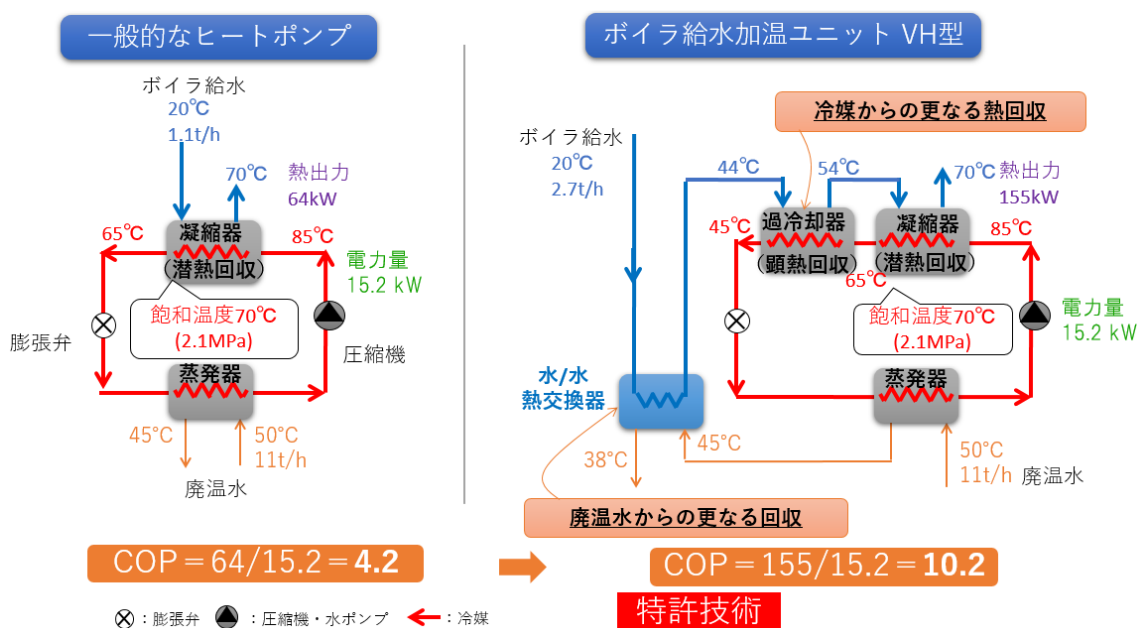 一般的なヒートポンプ
ボイラ給水
20℃
1.1t/h
70℃
熱出力
64kW
65℃
凝縮器
(潜熱回収)
85℃
電力量
15.2 kW
飽和温度70℃
(2.1MPa)
膨張弁
圧縮機
蒸発器
45℃
50℃
11t/h
廃温水
COP＝64/15.2＝4.2
ボイラ給水加温ユニット VH型
冷媒からの更なる熱回収
ボイラ給水
20℃
2.7t/h
44℃
54℃
70℃
熱出力
155kW
45℃
過冷却器
(顕熱回収)
凝縮器
(潜熱回収)
85℃
65℃
飽和温度70℃
(2.1MPa)
電力量
15.2 kW
水/水
熱交換器
蒸発器
38℃
45℃
50℃
11t/h
廃温水
廃温水からの更なる回収
COP＝155/15.2＝10.2
特許技術
：膨張弁
：圧縮機・水ポンプ
：冷媒